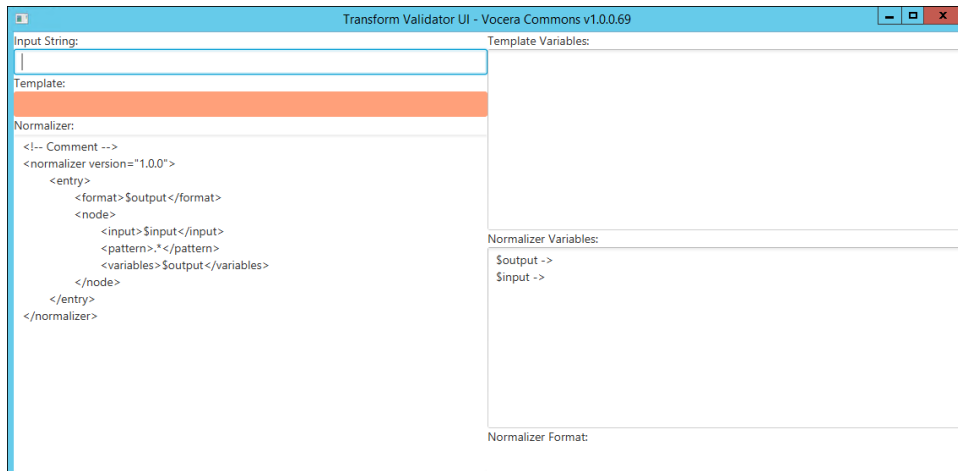 Transform Validator UI - Vocera Commons v1.0.0.69
Input String:
Template:
Normalizer:
<!-- Comment -->
<normalizer version="1.0.0">
<entry>
<format>$output</format>
<node>
<input>$input</input>
<pattern>.*</pattern>
<variables>$output</variables>
</node>
</entry>
</normalizer>
Template Variables:
Normalizer Variables:
$output ->
$input ->
Normalizer Format: